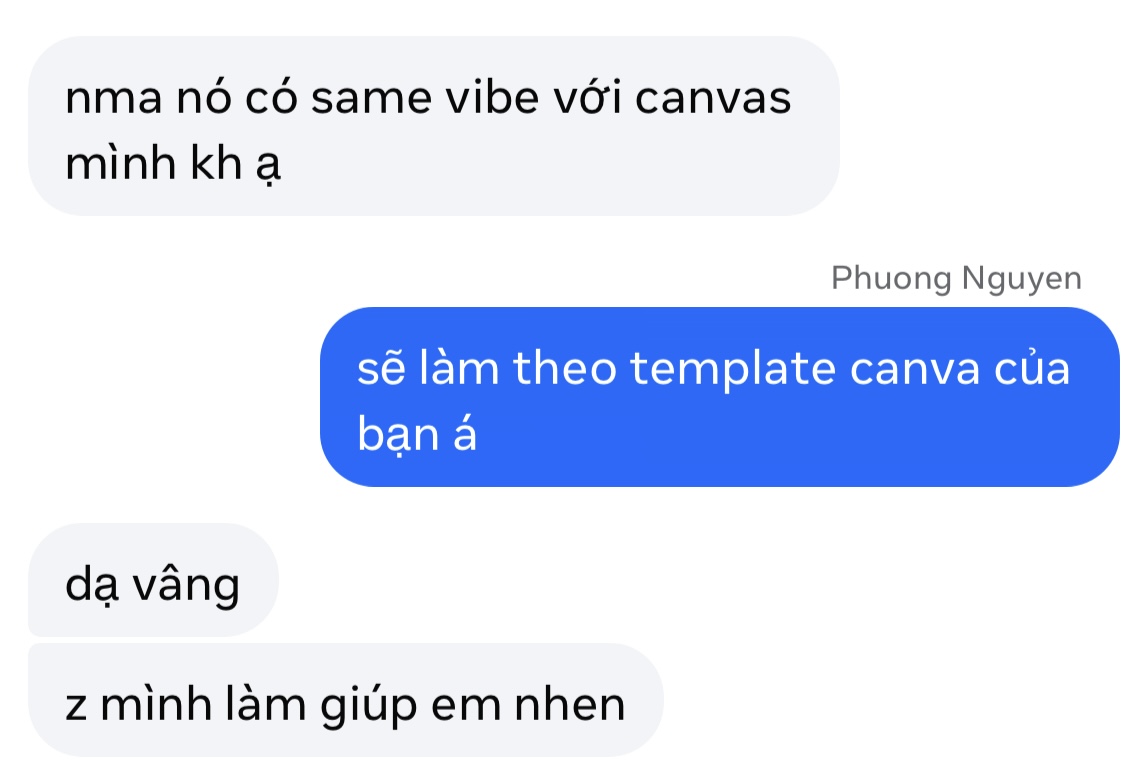 nma nó có same vibe với canvas
mình kh ạ
Phuong Nguyen
sẽ làm theo template canva của
bạn á
dạ vâng
z mình làm giúp em nhen